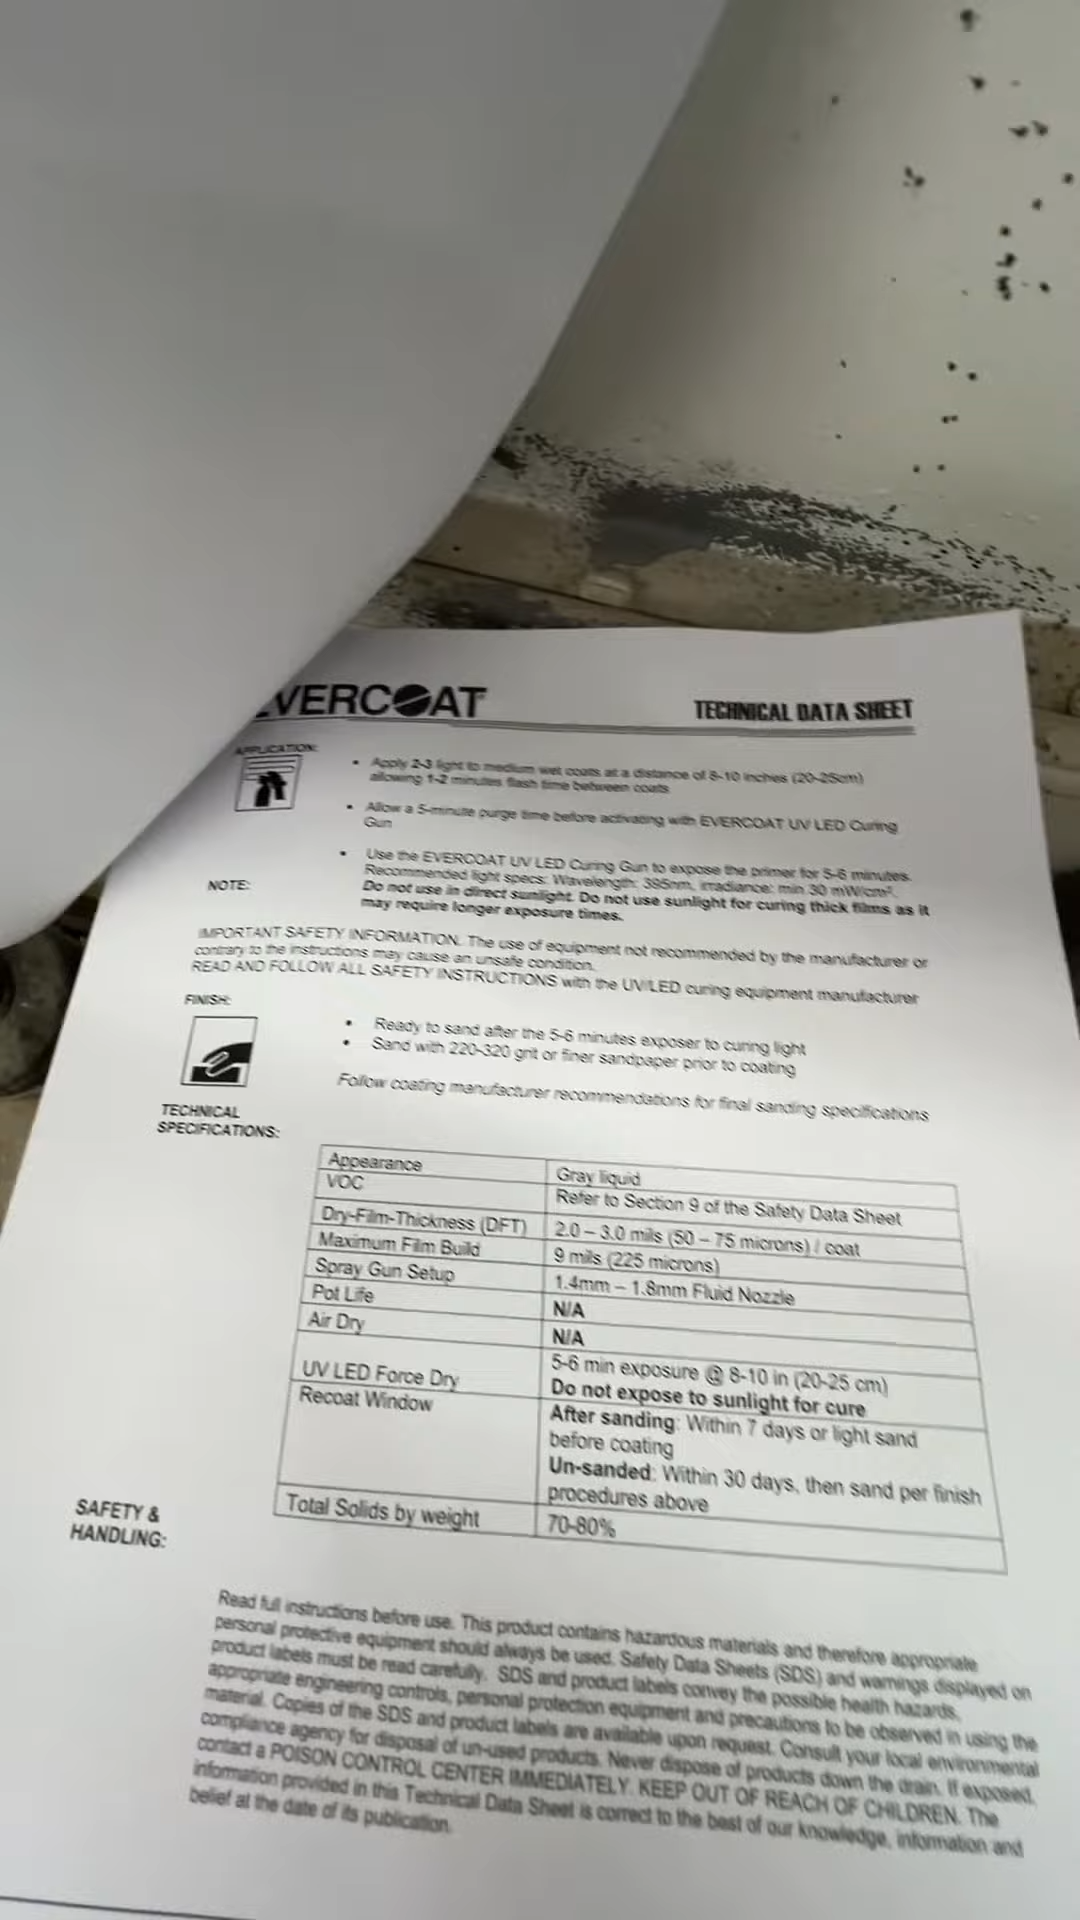 EVERCOAT
TECHNICAL DATA SHEET
APPLICATION:
• Apply 2-3 light to medium wet coats at a distance of 8-10 inches (20-25cm)
allowing 1-2 minutes flash time between coats
• Allow a 5-minute purge time before activating with EVERCOAT UV LED Curing
Gun
• Use the EVERCOAT UV LED Curing Gun to expose the primer for 5-6 minutes.
Recommended light specs: Wavelength: 395nm, irradiance: min 30 mW/cm².
NOTE:
Do not use in direct sunlight. Do not use sunlight for curing thick films as it
may require longer exposure times.
IMPORTANT SAFETY INFORMATION. The use of equipment not recommended by the manufacturer or
contrary to the instructions may cause an unsafe condition.
READ AND FOLLOW ALL SAFETY INSTRUCTIONS with the UV/LED curing equipment manufacturer
FINISH:
• Ready to sand after the 5-6 minutes exposer to curing light
• Sand with 220-320 grit or finer sandpaper prior to coating
Follow coating manufacturer recommendations for final sanding specifications
TECHNICAL
SPECIFICATIONS:
Appearance Gray liquid
VOC Refer to Section 9 of the Safety Data Sheet
Dry-Film-Thickness (DFT) 2.0 – 3.0 mils (50 – 75 microns) / coat
Maximum Film Build 9 mils (225 microns)
Spray Gun Setup 1.4mm – 1.8mm Fluid Nozzle
Pot Life N/A
Air Dry N/A
UV LED Force Dry 5-6 min exposure @ 8-10 in (20-25 cm)
Do not expose to sunlight for cure
Recoat Window After sanding: Within 7 days or light sand
before coating
Un-sanded: Within 30 days, then sand per finish
procedures above
Total Solids by weight 70-80%
SAFETY &
HANDLING:
Read full instructions before use. This product contains hazardous materials and therefore appropriate
personal protective equipment should always be used. Safety Data Sheets (SDS) and warnings displayed on
product labels must be read carefully. SDS and product labels convey the possible health hazards,
appropriate engineering controls, personal protection equipment and precautions to be observed in using the
material. Copies of the SDS and product labels are available upon request. Consult your local environmental
compliance agency for disposal of un-used products. Never dispose of products down the drain. If exposed,
contact a POISON CONTROL CENTER IMMEDIATELY. KEEP OUT OF REACH OF CHILDREN. The
information provided in this Technical Data Sheet is correct to the best of our knowledge, information and
belief at the date of its publication.